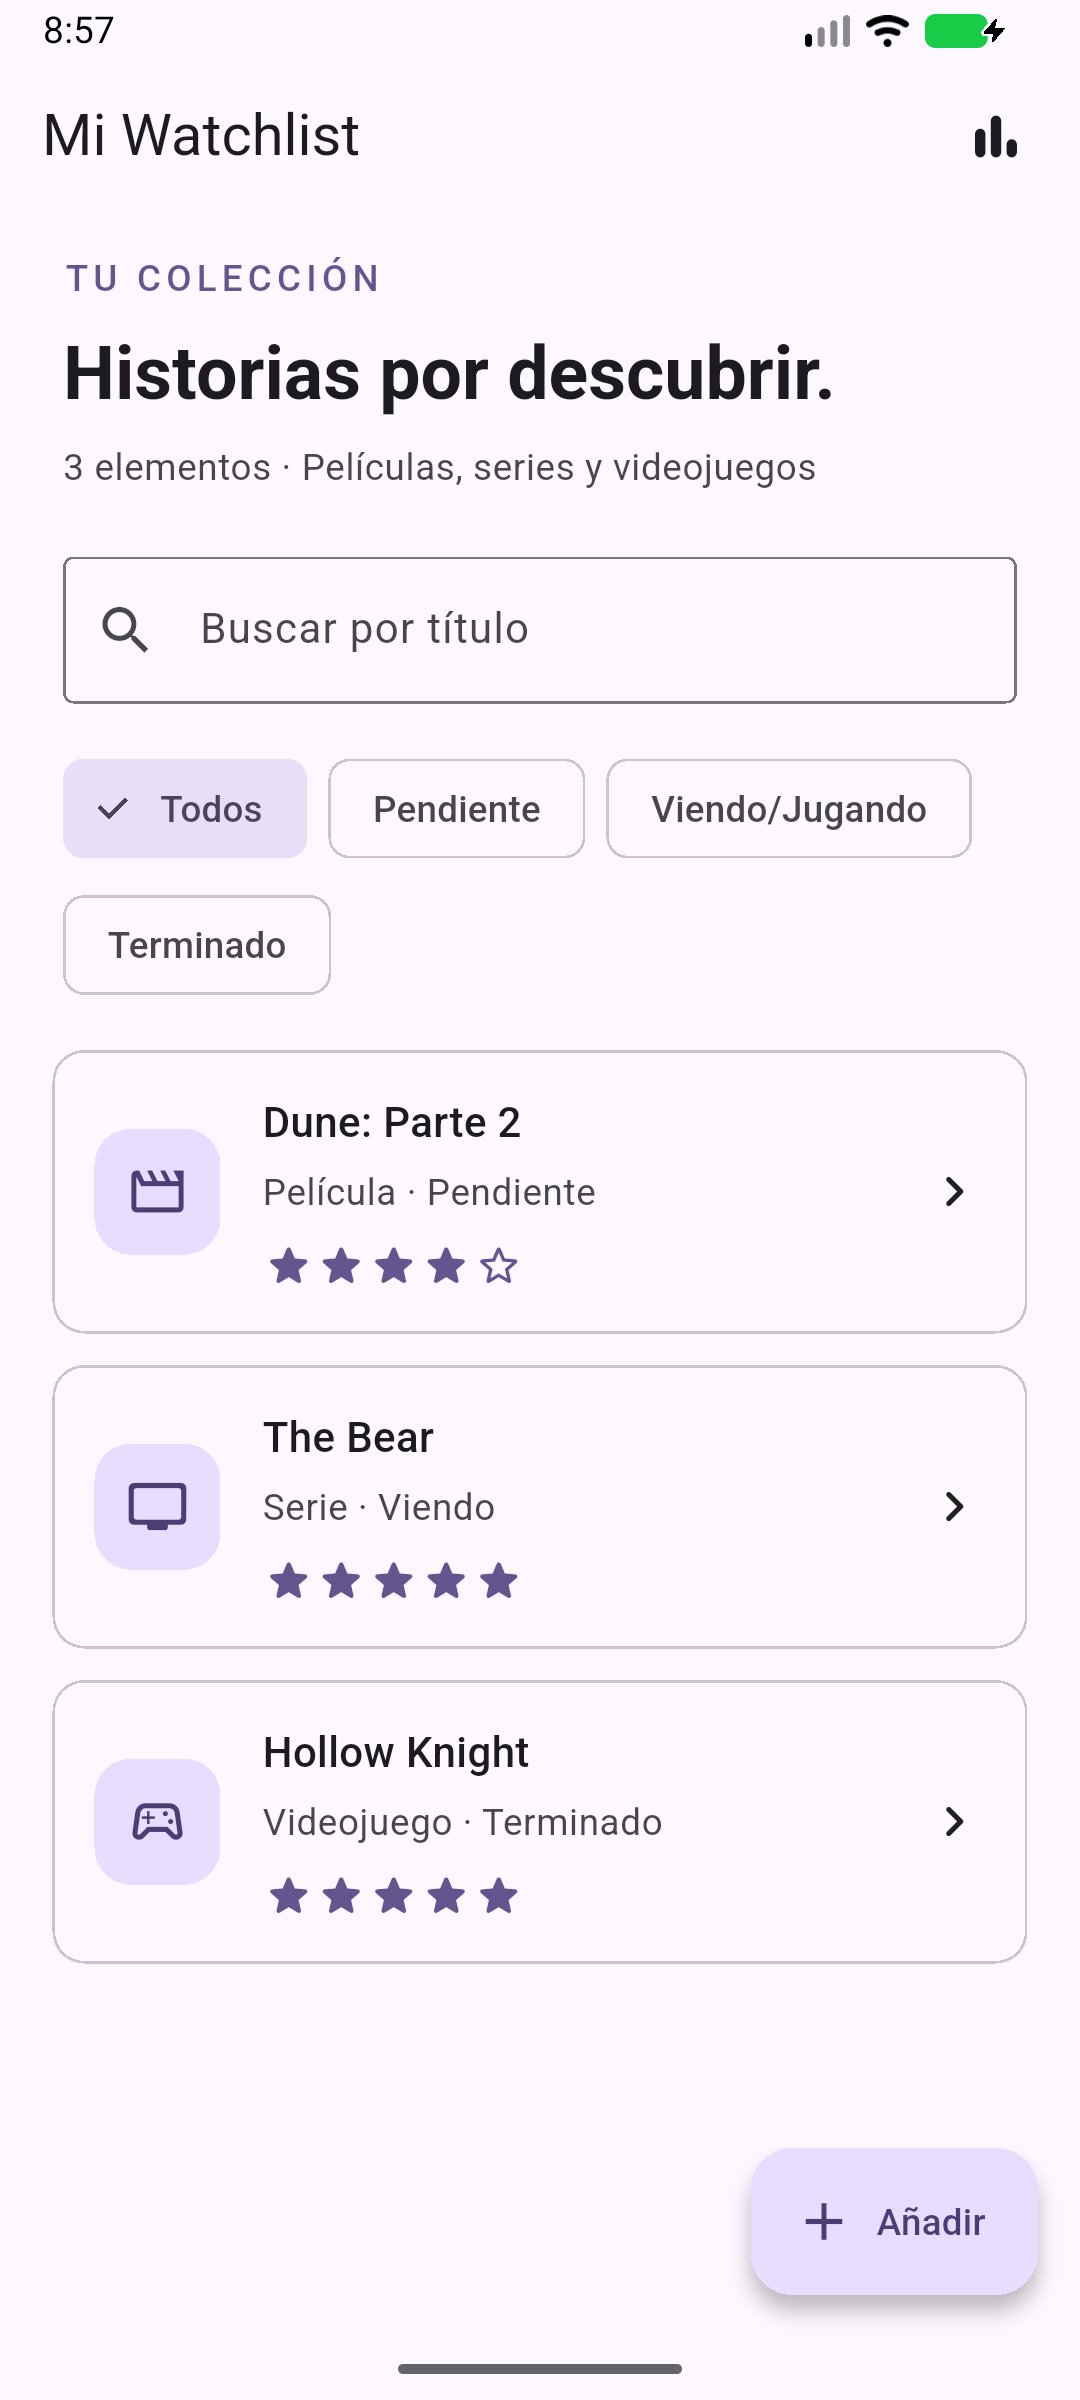 8:57
Mi Watchlist
TU COLECCIÓN
Historias por descubrir.
3 elementos · Películas, series y videojuegos
Buscar por título
Todos
Pendiente
Viendo/Jugando
Terminado
Dune: Parte 2
Película · Pendiente
The Bear
Serie · Viendo
Hollow Knight
Videojuego · Terminado
Añadir